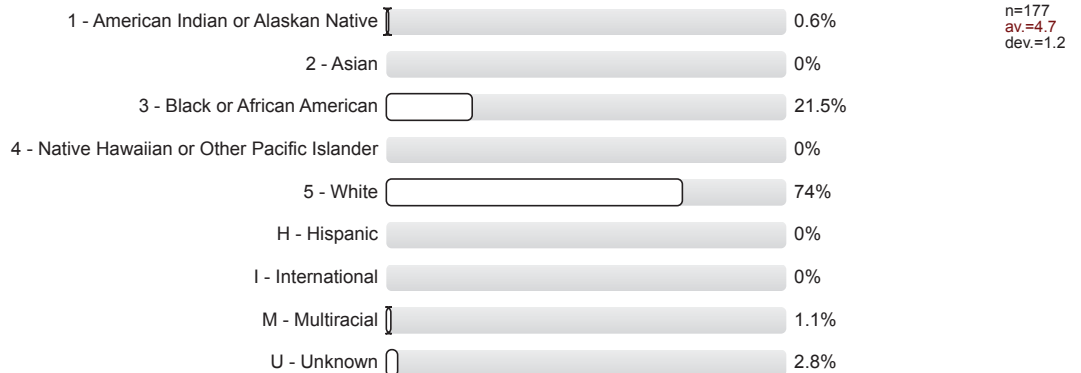 1 - American Indian or Alaskan Native 0.6%
n=177
av.=4.7
dev.=1.2
2 - Asian 0%
3 - Black or African American 21.5%
4 - Native Hawaiian or Other Pacific Islander 0%
5 - White 74%
H - Hispanic 0%
I - International 0%
M - Multiracial 1.1%
U - Unknown 2.8%